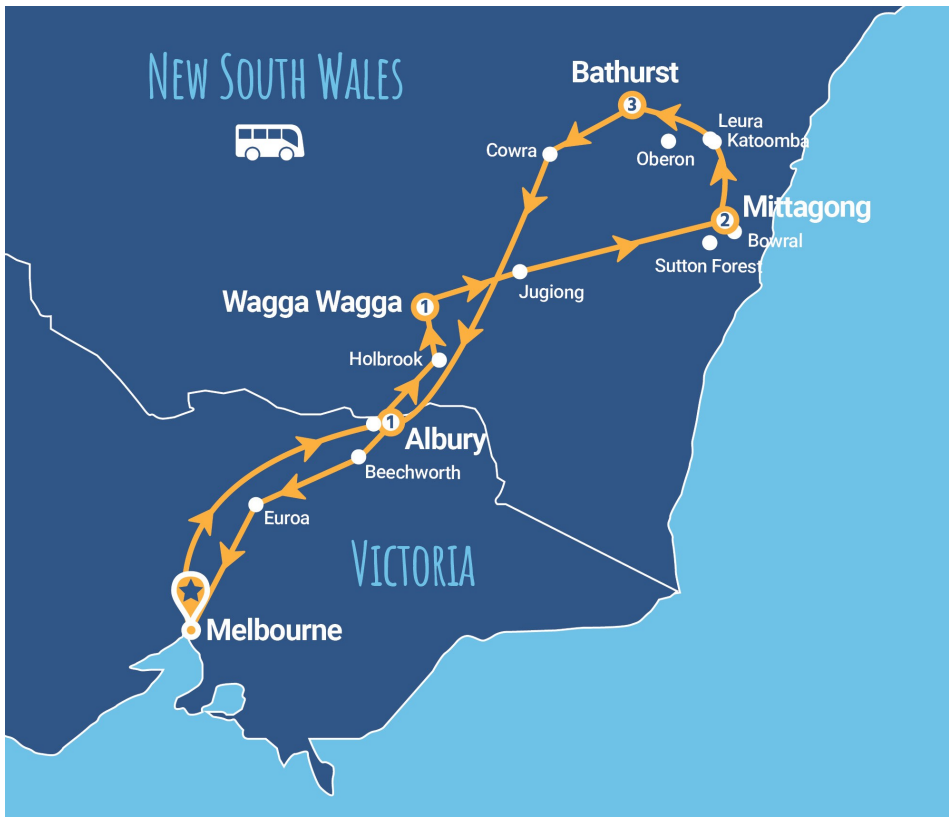 NEW SOUTH WALES
Bathurst
3
Leura
Katoomba
Cowra
Oberon
Mittagong
2
Bowral
Sutton Forest
Jugiong
Wagga Wagga
1
Holbrook
1
Albury
Beechworth
Euroa
VICTORIA
Melbourne